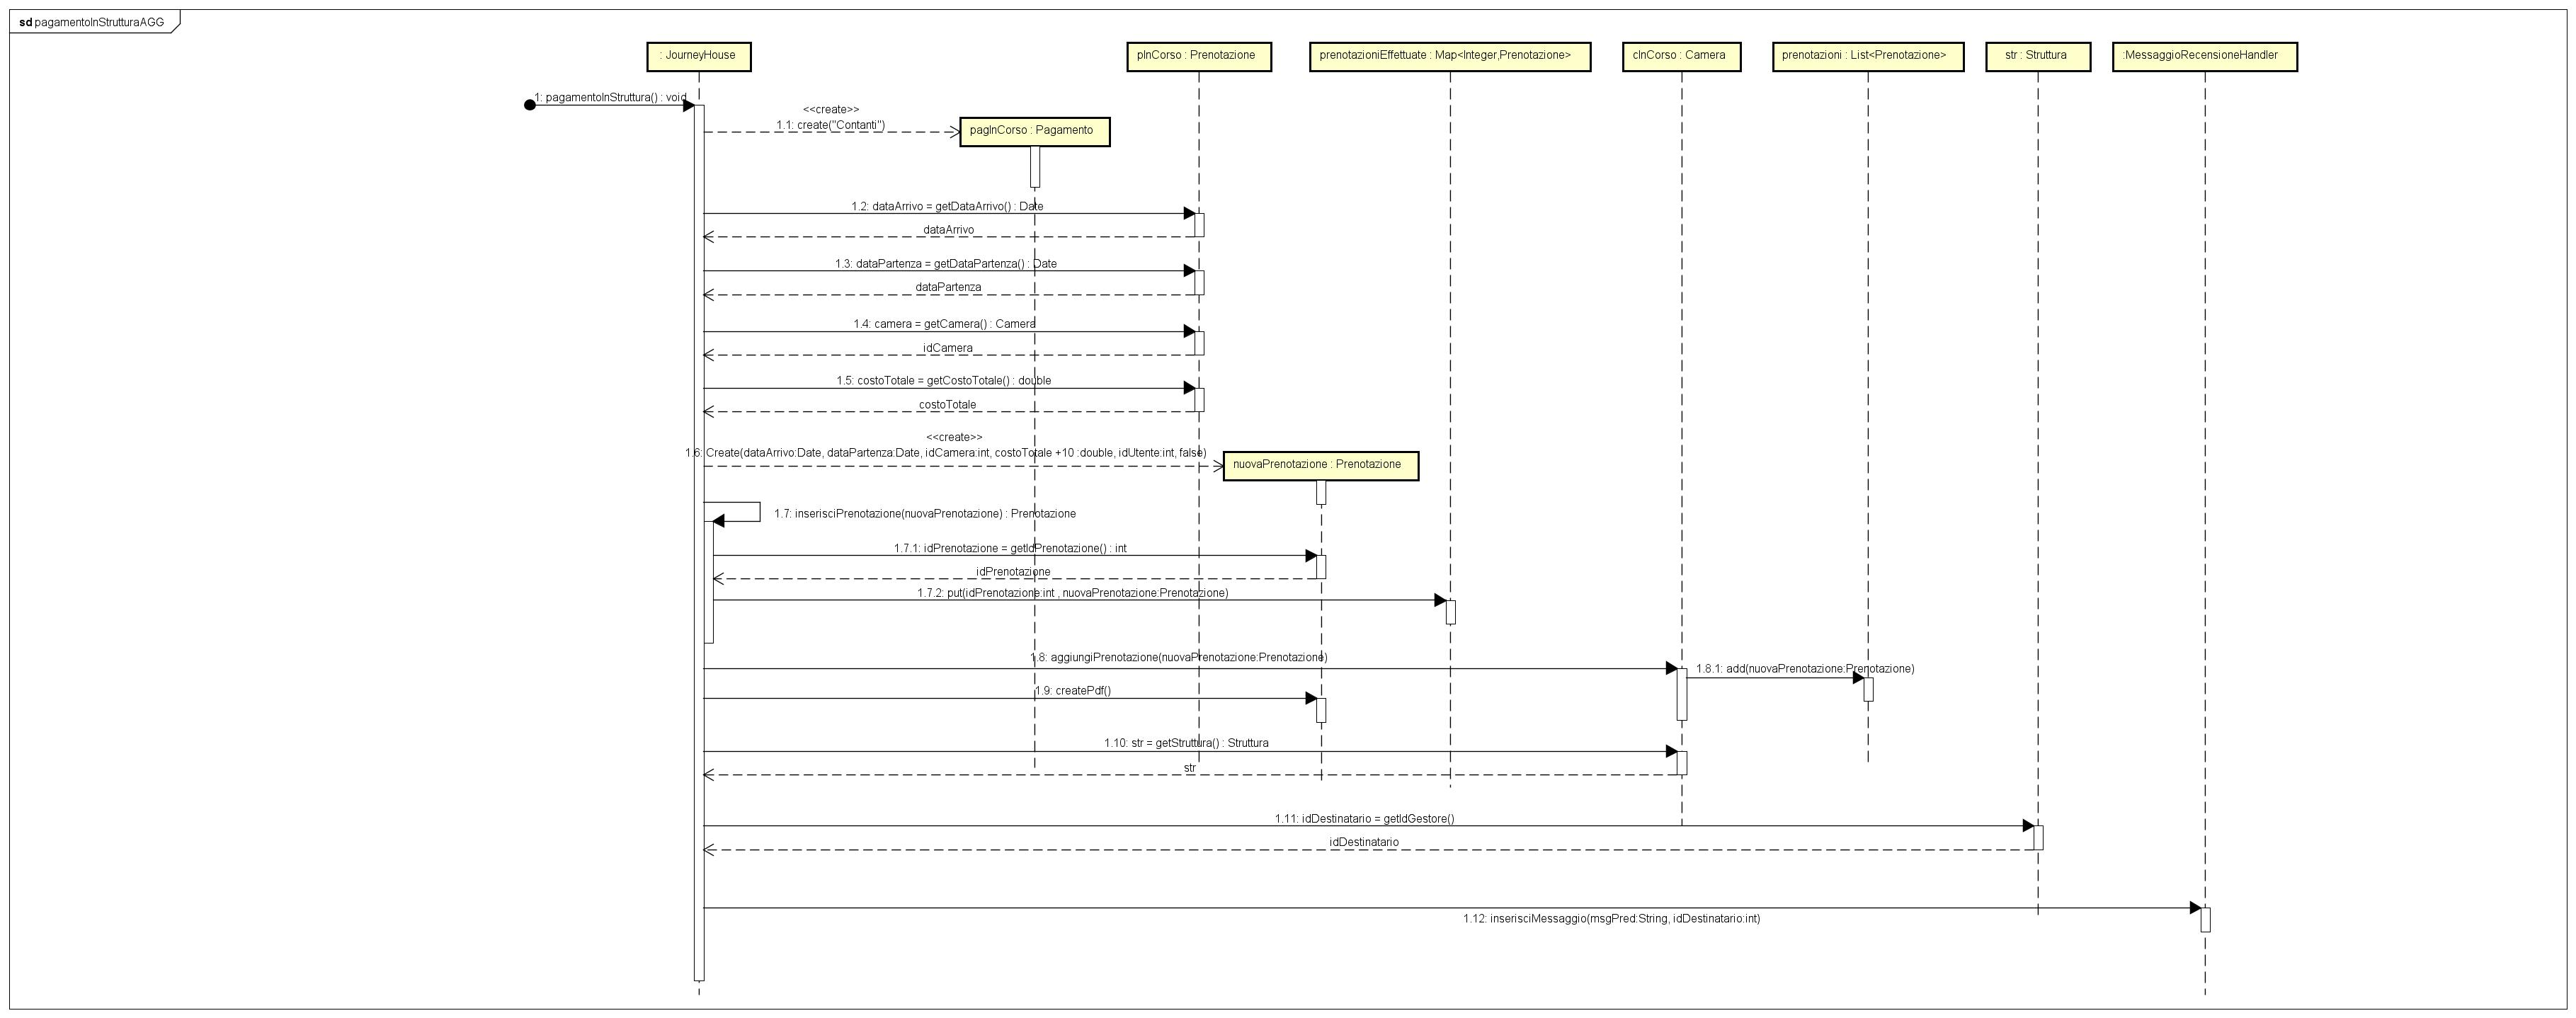 sd pagamentoInStrutturaAGG
: JourneyHouse
pInCorso : Prenotazione
prenotazioniEffettuate : Map<Integer,Prenotazione>
cInCorso : Camera
prenotazioni : List<Prenotazione>
str : Struttura
:MessaggioRecensioneHandler
1: pagamentoInStruttura() : void
<<create>>
1.1: create("Contanti")
pagInCorso : Pagamento
1.2: dataArrivo = getDataArrivo() : Date
dataArrivo
1.3: dataPartenza = getDataPartenza() : Date
dataPartenza
1.4: camera = getCamera() : Camera
idCamera
1.5: costoTotale = getCostoTotale() : double
costoTotale
<<create>>
1.6: Create(dataArrivo:Date, dataPartenza:Date, idCamera:int, costoTotale +10 :double, idUtente:int, false)
nuovaPrenotazione : Prenotazione
1.7: inserisciPrenotazione(nuovaPrenotazione) : Prenotazione
1.7.1: idPrenotazione = getIdPrenotazione() : int
idPrenotazione
1.7.2: put(idPrenotazione:int , nuovaPrenotazione:Prenotazione)
1.8: aggiungiPrenotazione(nuovaPrenotazione:Prenotazione)
1.8.1: add(nuovaPrenotazione:Prenotazione)
1.9: createPdf()
1.10: str = getStruttura() : Struttura
str
1.11: idDestinatario = getIdGestore()
idDestinatario
1.12: inserisciMessaggio(msgPred:String, idDestinatario:int)